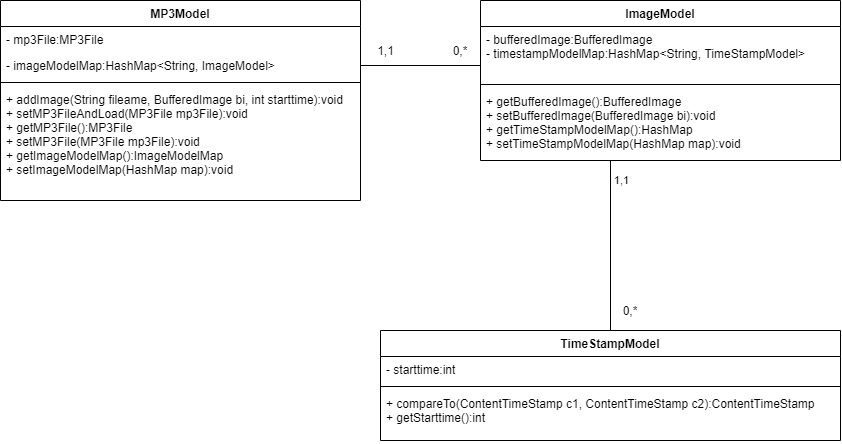 MP3Model
- mp3File:MP3File
- imageModelMap:HashMap<String, ImageModel>
+ addImage(String fileame, BufferedImage bi, int starttime):void
+ setMP3FileAndLoad(MP3File mp3File):void
+ getMP3File():MP3File
+ setMP3File(MP3File mp3File):void
+ getImageModelMap():ImageModelMap
+ setImageModelMap(HashMap map):void
1,1
0,*
ImageModel
- bufferedImage:BufferedImage
- timestampModelMap:HashMap<String, TimeStampModel>
+ getBufferedImage():BufferedImage
+ setBufferedImage(BufferedImage bi):void
+ getTimeStampModelMap():HashMap
+ setTimeStampModelMap(HashMap map):void
1,1
0,*
TimeStampModel
- starttime:int
+ compareTo(ContentTimeStamp c1, ContentTimeStamp c2):ContentTimeStamp
+ getStarttime():int